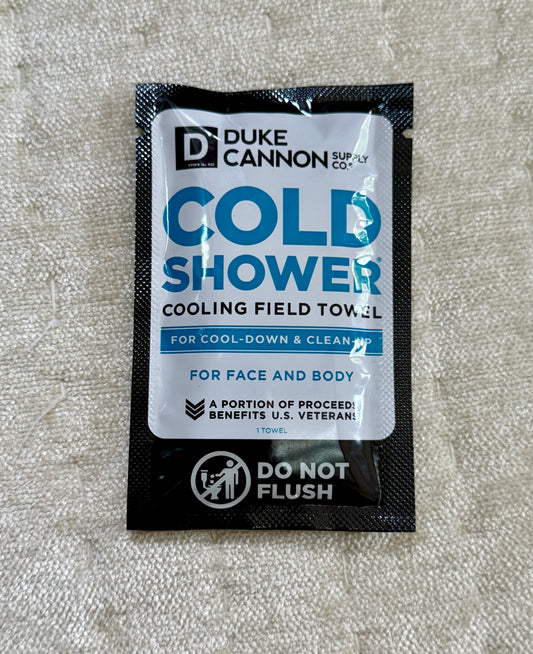 D
DUKE
CANNON SUPPLY CO.
COLD
SHOWER®
COOLING FIELD TOWEL
FOR COOL-DOWN & CLEAN-UP
FOR FACE AND BODY
A PORTION OF PROCEEDS
BENEFITS U.S. VETERANS
1 TOWEL
DO NOT
FLUSH